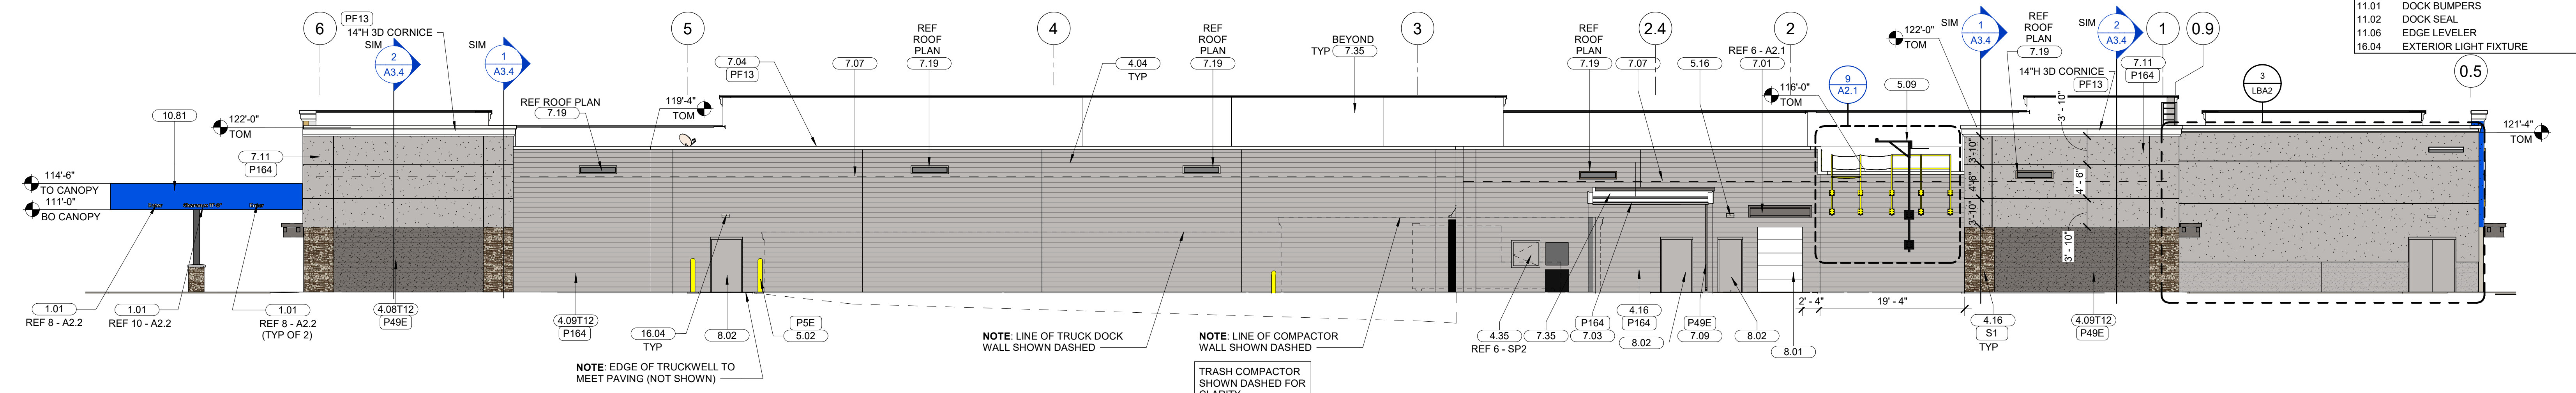 11.01 DOCK BUMPERS
11.02 DOCK SEAL
11.06 EDGE LEVELER
16.04 EXTERIOR LIGHT FIXTURE
6
5
4
3
2.4
2
1
0.9
0.5
PF13
14"H 3D CORNICE
SIM
2
A3.4
SIM
1
A3.4
10.81
122'-0"
TOM
7.11
P164
114'-6"
TO CANOPY
111'-0"
BO CANOPY
REF ROOF PLAN
7.19
119'-4"
TOM
7.04
PF13
7.07
REF
ROOF
PLAN
7.19
4.04
TYP
REF
ROOF
PLAN
7.19
BEYOND
TYP 7.35
REF
ROOF
PLAN
7.19
7.07
5.16
REF 6 - A2.1
7.01
116'-0"
TOM
9
A2.1
5.09
122'-0"
TOM
SIM
1
A3.4
REF
ROOF
PLAN
7.19
SIM
2
A3.4
14"H 3D CORNICE
PF13
7.11
P164
3
LBA2
121'-4"
TOM
3' - 10"
3'-10"
4'-6"
4' - 6"
3'-10"
3' - 10"
1.01
REF 8 - A2.2
1.01
REF 10 - A2.2
1.01
REF 8 - A2.2
(TYP OF 2)
4.08T12
P49E
4.09T12
P164
16.04
TYP
8.02
P5E
5.02
NOTE: EDGE OF TRUCKWELL TO
MEET PAVING (NOT SHOWN)
NOTE: LINE OF TRUCK DOCK
WALL SHOWN DASHED
NOTE: LINE OF COMPACTOR
WALL SHOWN DASHED
TRASH COMPACTOR
SHOWN DASHED FOR
CLARITY
4.35
REF 6 - SP2
7.35
P164
7.03
4.16
P164
8.02
P49E
7.09
8.02
8.01
2' - 4"
19' - 4"
4.16
S1
TYP
4.09T12
P49E